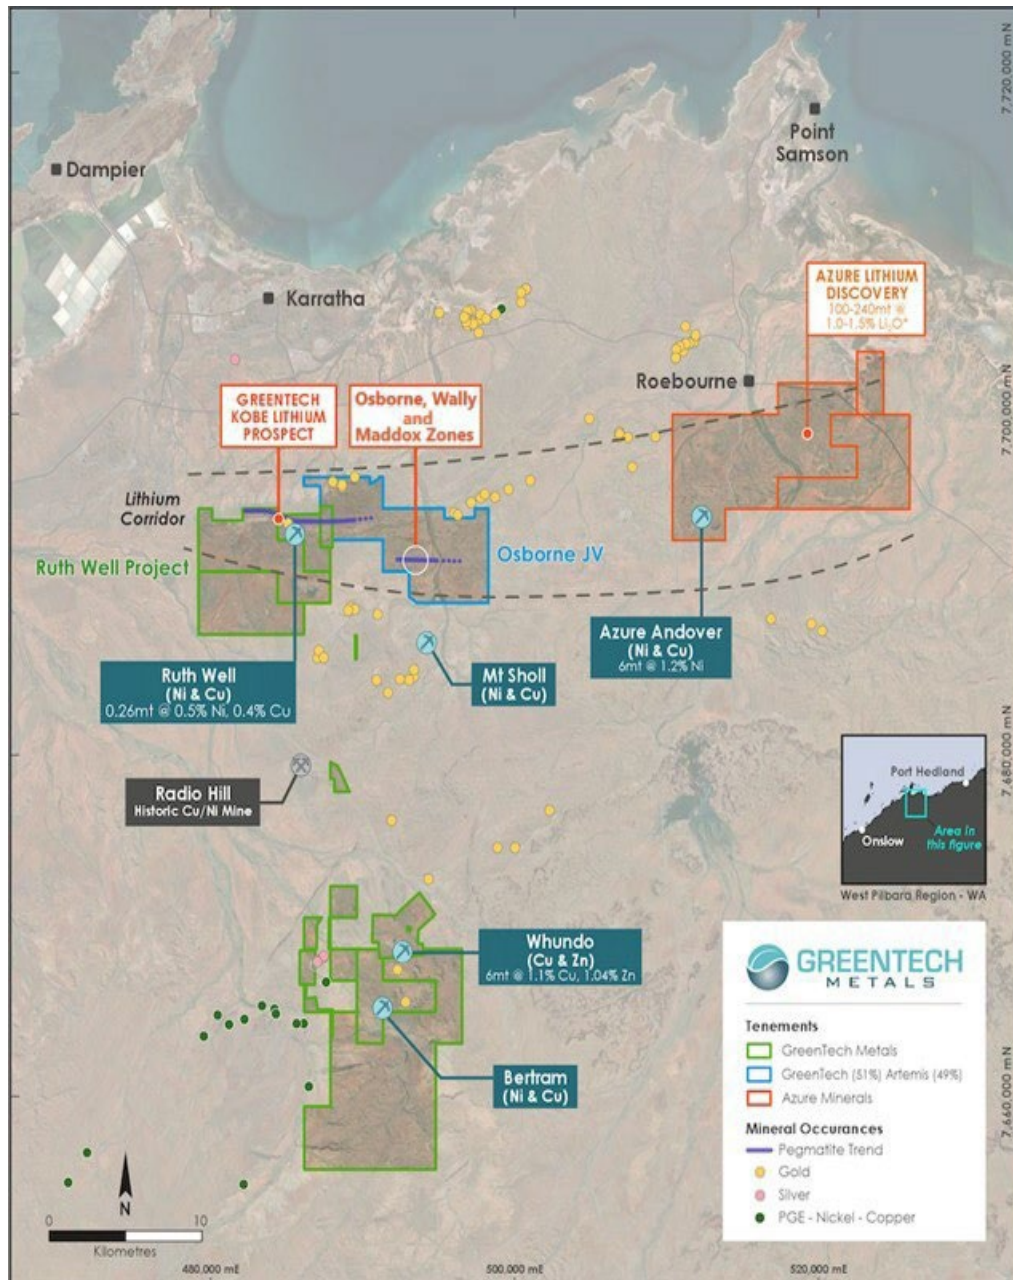 7,720,000 mN
Point
Samson
Dampier
Karratha
AZURE LITHIUM
DISCOVERY
100-240mt @
1.0-1.5% Li₂O*
Roebourne
GREENTECH
KOBE LITHIUM
PROSPECT
Osborne, Wally
and
Maddox Zones
7,700,000 mN
Lithium
Corridor
Ruth Well Project
Osborne JV
Azure Andover
(Ni & Cu)
6mt @ 1.2% Ni
Ruth Well
(Ni & Cu)
0.26mt @ 0.5% Ni, 0.4% Cu
Mt Sholl
(Ni & Cu)
7,680,000 mN
Radio Hill
Historic Cu/Ni Mine
Port Hedland
Onslow
Area in
this figure
West Pilbara Region - WA
Whundo
(Cu & Zn)
6mt @ 1.1% Cu, 1.04% Zn
Bertram
(Ni & Cu)
GREENTECH
METALS
Tenements
GreenTech Metals
GreenTech (51%) Artemis (49%)
Azure Minerals
Mineral Occurances
Pegmatite Trend
Gold
Silver
PGE - Nickel - Copper
7,660,000 mN
N
0 10
Kilometres
480,000 mE
500,000 mE
520,000 mE